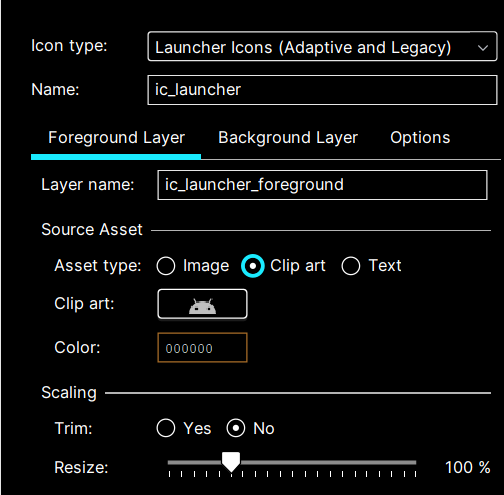 Icon type: Launcher Icons (Adaptive and Legacy)
Name: ic_launcher
Foreground Layer Background Layer Options
Layer name: ic_launcher_foreground
Source Asset
Asset type: Image Clip art Text
Clip art:
Color: 000000
Scaling
Trim: Yes No
Resize: 100 %